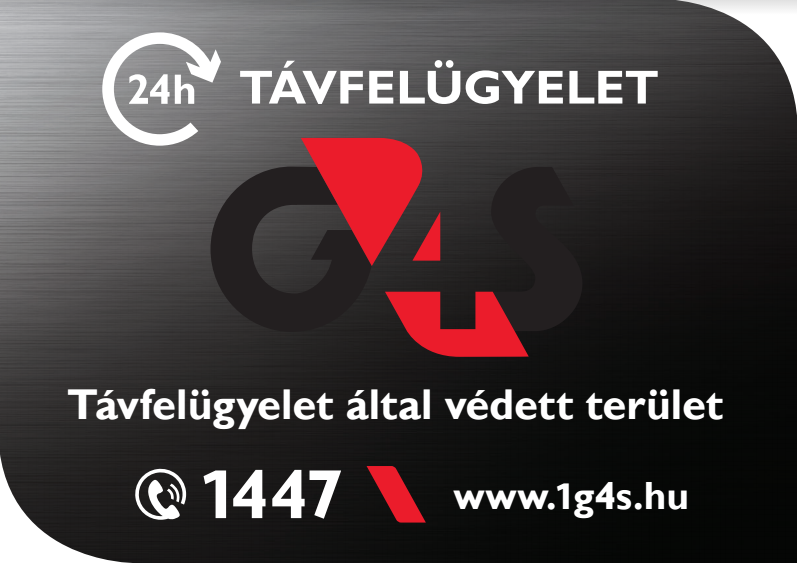 24h TÁVFELÜGYELET
G4S
Távfelügyelet által védett terület
1447 www.1g4s.hu